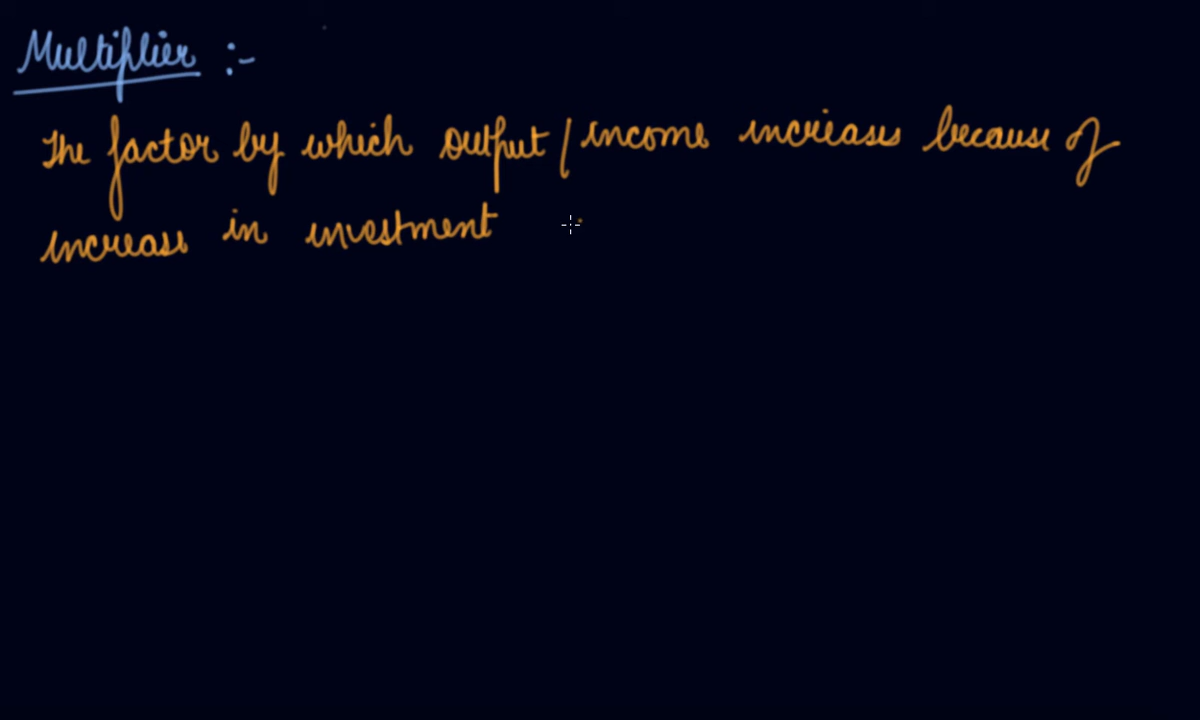 Multiplier :-
The factor by which output/income increases because of
increase in investment